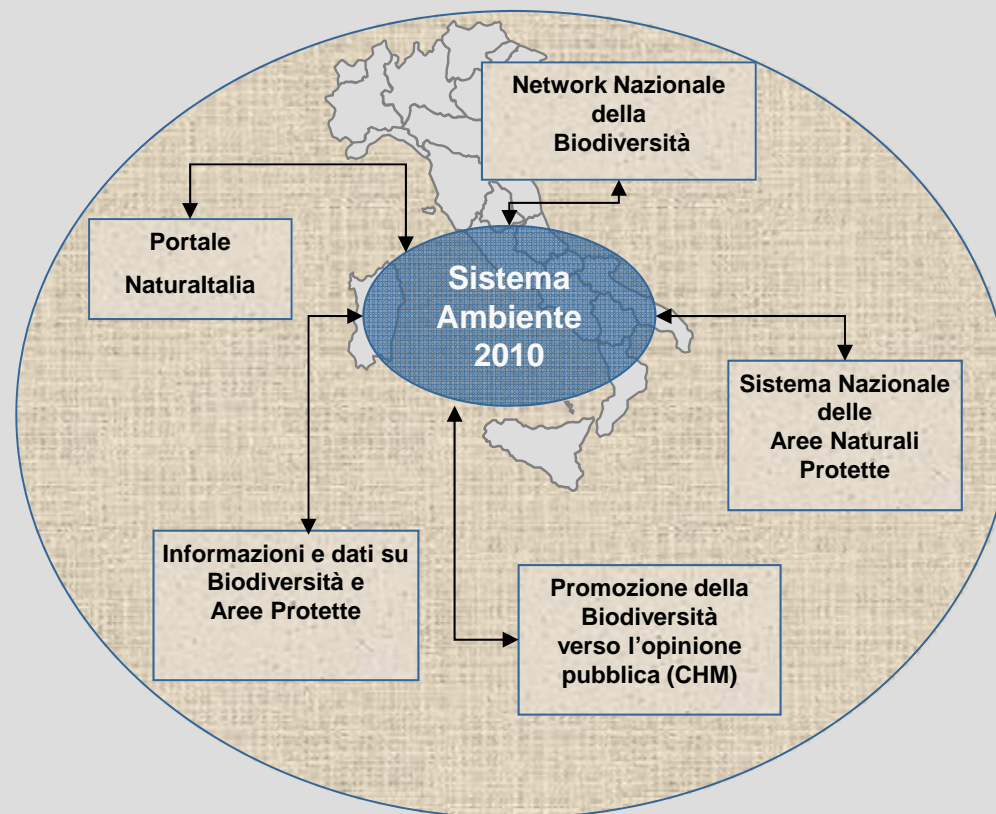 Network Nazionale
della
Biodiversità
Portale
NaturaItalia
Sistema
Ambiente
2010
Sistema Nazionale
delle
Aree Naturali
Protette
Informazioni e dati su
Biodiversità e
Aree Protette
Promozione della
Biodiversità
verso l’opinione
pubblica (CHM)